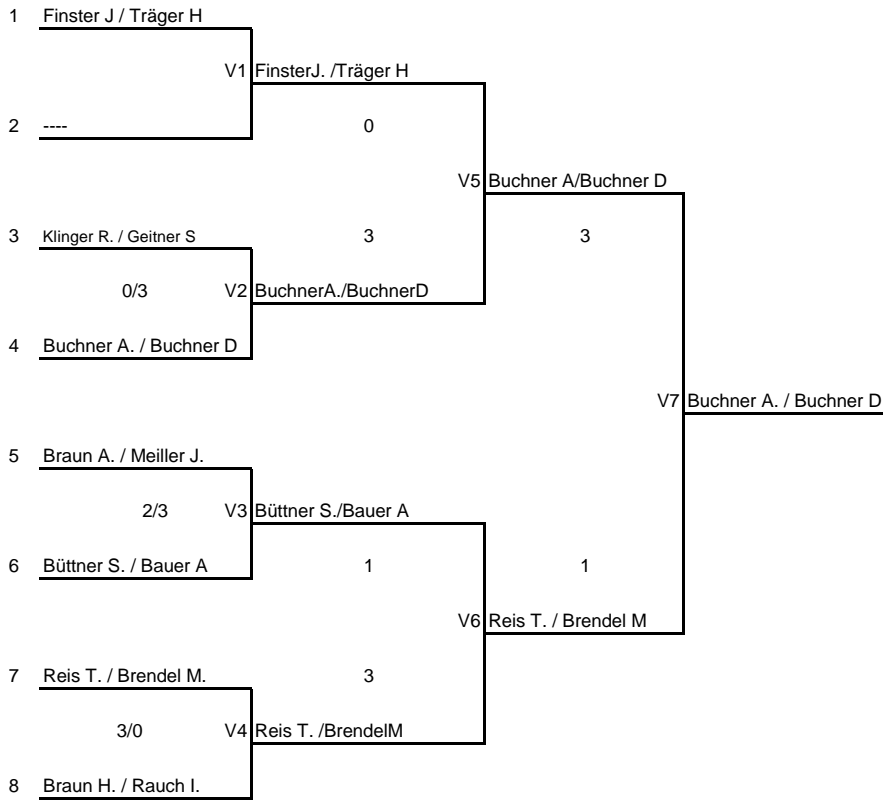 1 Finster J / Träger H
V1 FinsterJ. /Träger H
2 ---- 0
V5 Buchner A/Buchner D
3 Klinger R. / Geitner S 3 3
0/3 V2 BuchnerA./BuchnerD
4 Buchner A. / Buchner D
V7 Buchner A. / Buchner D
5 Braun A. / Meiller J.
2/3 V3 Büttner S./Bauer A
6 Büttner S. / Bauer A 1 1
V6 Reis T. / Brendel M
7 Reis T. / Brendel M. 3
3/0 V4 Reis T. /BrendelM
8 Braun H. / Rauch I.